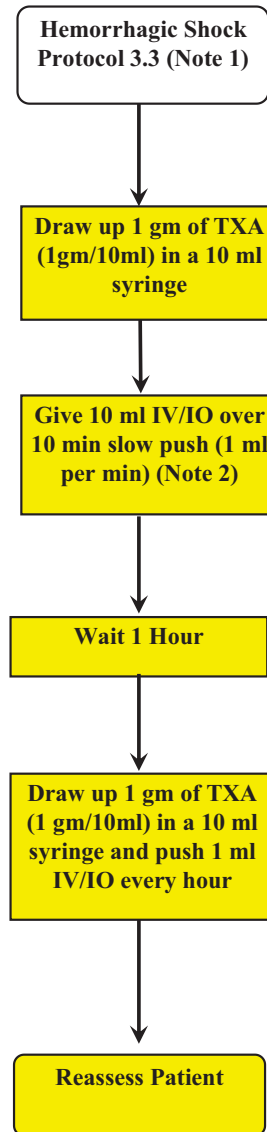 Hemorrhagic Shock
Protocol 3.3 (Note 1)
Draw up 1 gm of TXA
(1gm/10ml) in a 10 ml
syringe
Give 10 ml IV/IO over
10 min slow push (1 ml
per min) (Note 2)
Wait 1 Hour
Draw up 1 gm of TXA
(1 gm/10ml) in a 10 ml
syringe and push 1 ml
IV/IO every hour
Reassess Patient